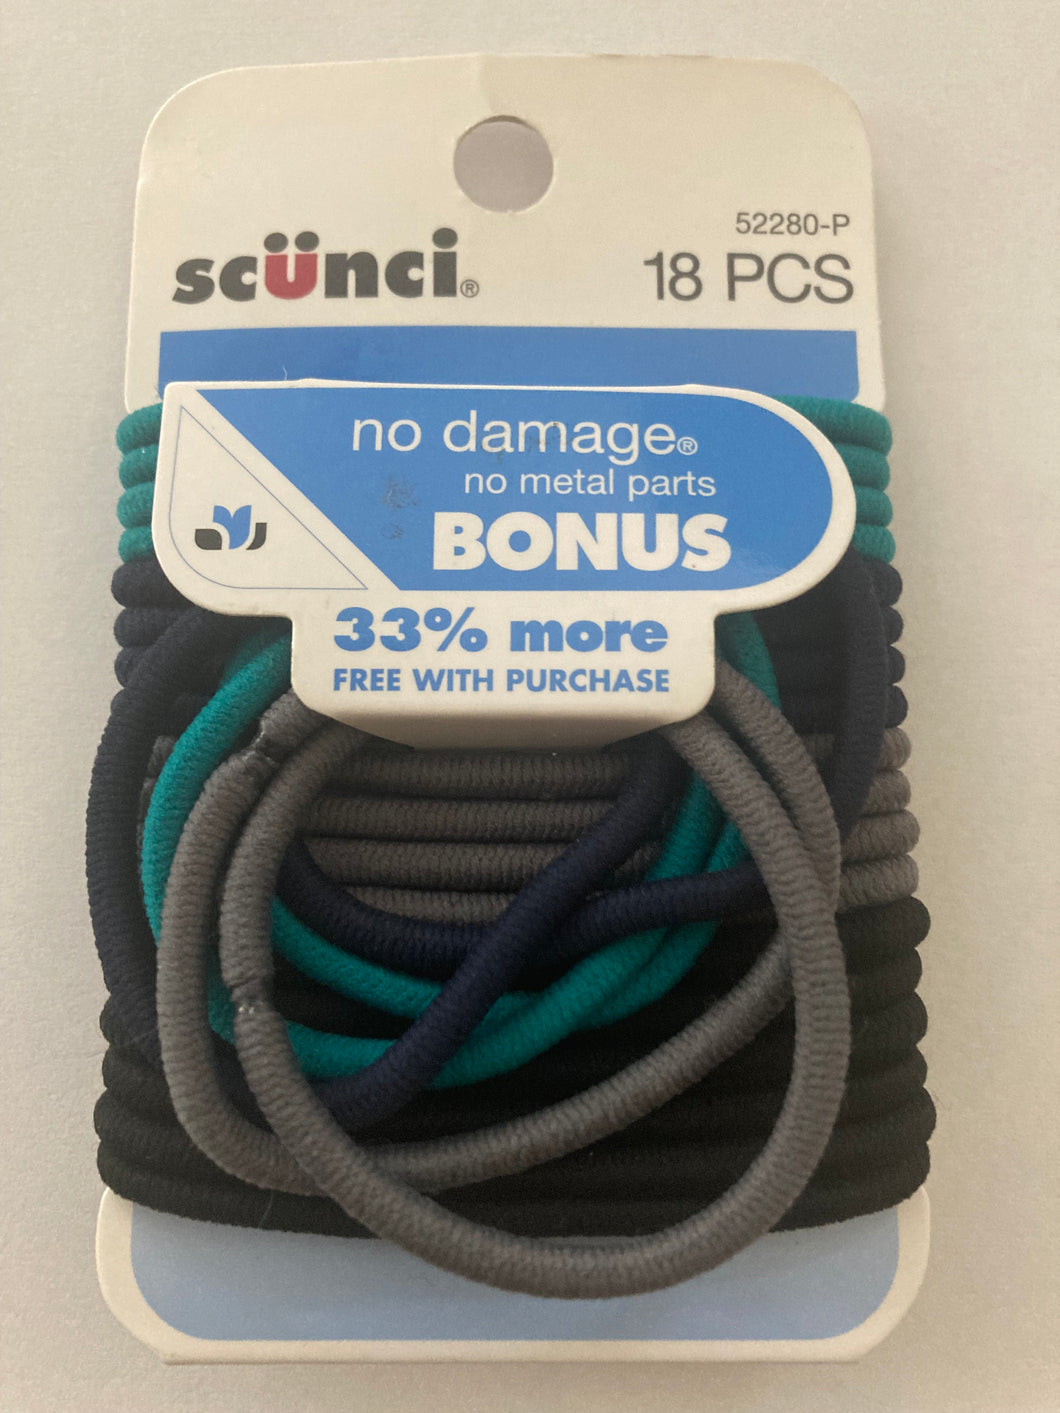 52280-P
scünci®
18 PCS
no damage®
no metal parts
BONUS
33% more
FREE WITH PURCHASE